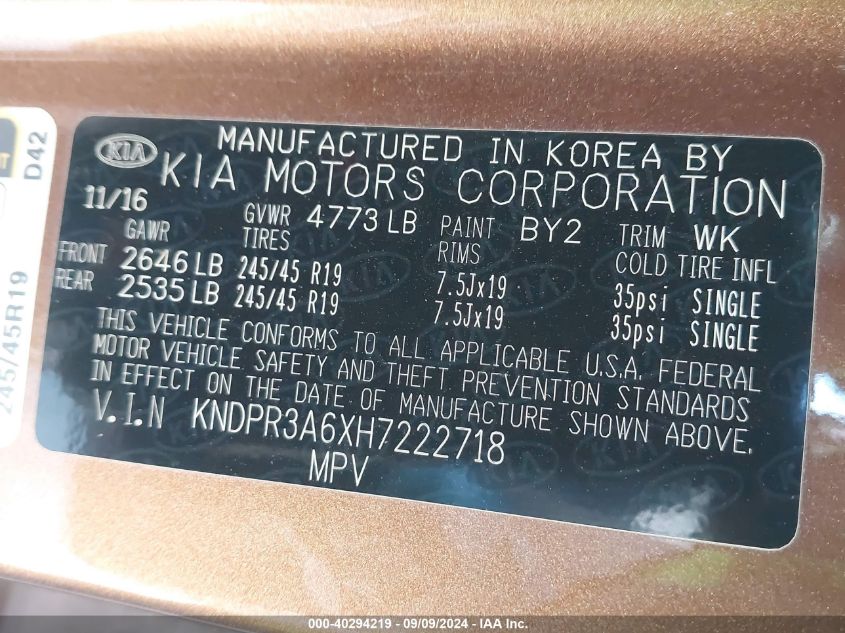 KIA
MANUFACTURED IN KOREA BY
KIA MOTORS CORPORATION
11/16 GVWR 4773 LB PAINT BY2 TRIM WK
GAWR TIRES RIMS COLD TIRE INFL
FRONT 2646 LB 245/45 R19 7.5Jx19 35psi SINGLE
REAR 2535 LB 245/45 R19 7.5Jx19 35psi SINGLE
THIS VEHICLE CONFORMS TO ALL APPLICABLE U.S.A. FEDERAL
MOTOR VEHICLE SAFETY AND THEFT PREVENTION STANDARDS
IN EFFECT ON THE DATE OF MANUFACTURE SHOWN ABOVE.
V.I.N KNDPR3A6XH7222718
MPV
D42
245/45R19
000-40294219 - 09/09/2024 - IAA Inc.